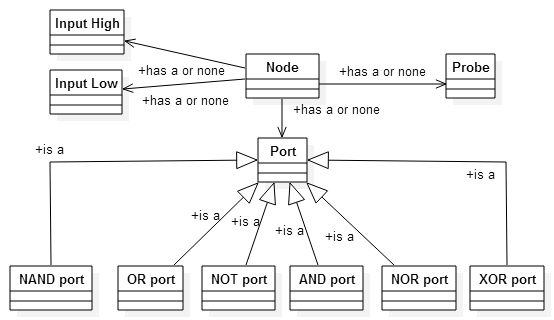 Input High
+has a or none
Node
+has a or none
Probe
Input Low
+has a or none
+has a or none
Port
+is a
+is a
+is a
+is a
+is a
+is a
NAND port
OR port
NOT port
AND port
NOR port
XOR port